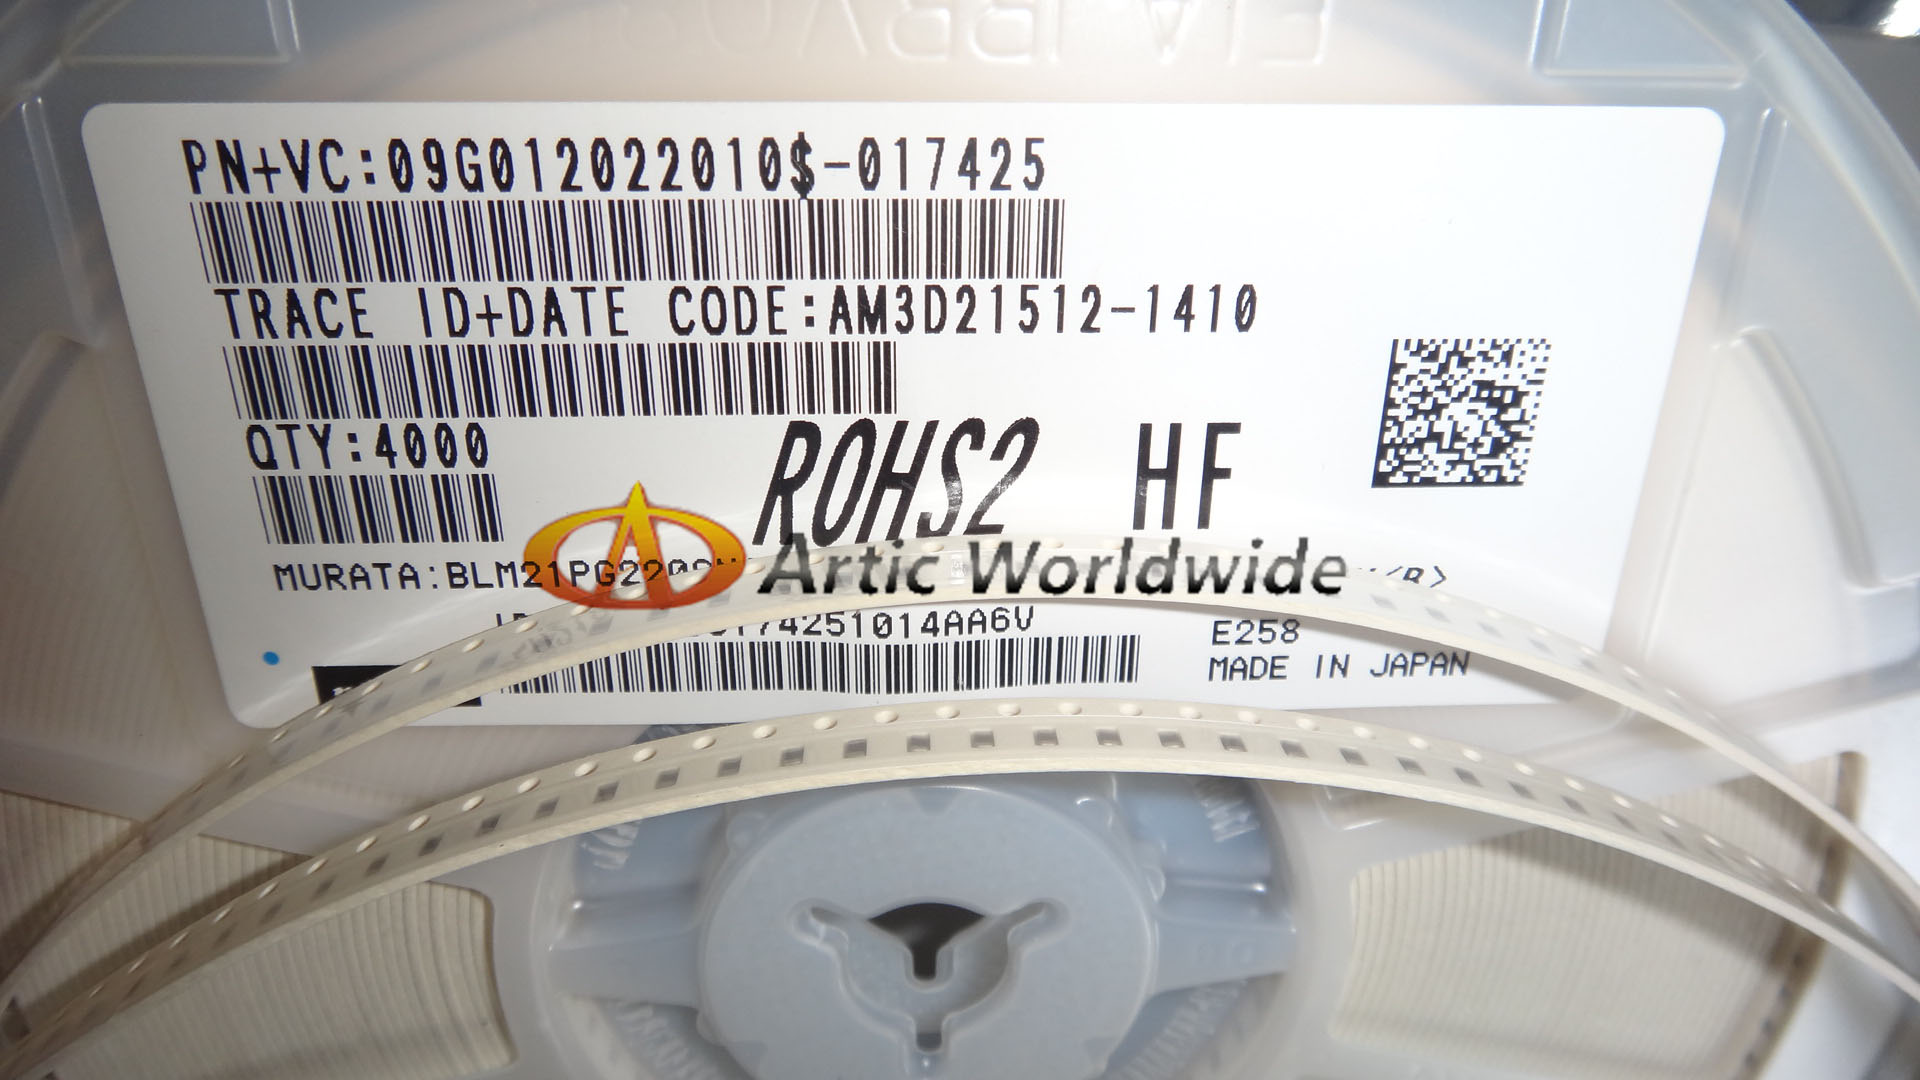 PN+VC:09G012022010$-017425
TRACE ID+DATE CODE:AM3D21512-1410
QTY:4000
ROHS2 HF
Artic Worldwide
MURATA:BLM21PG220
74251014AA6V
E258
MADE IN JAPAN